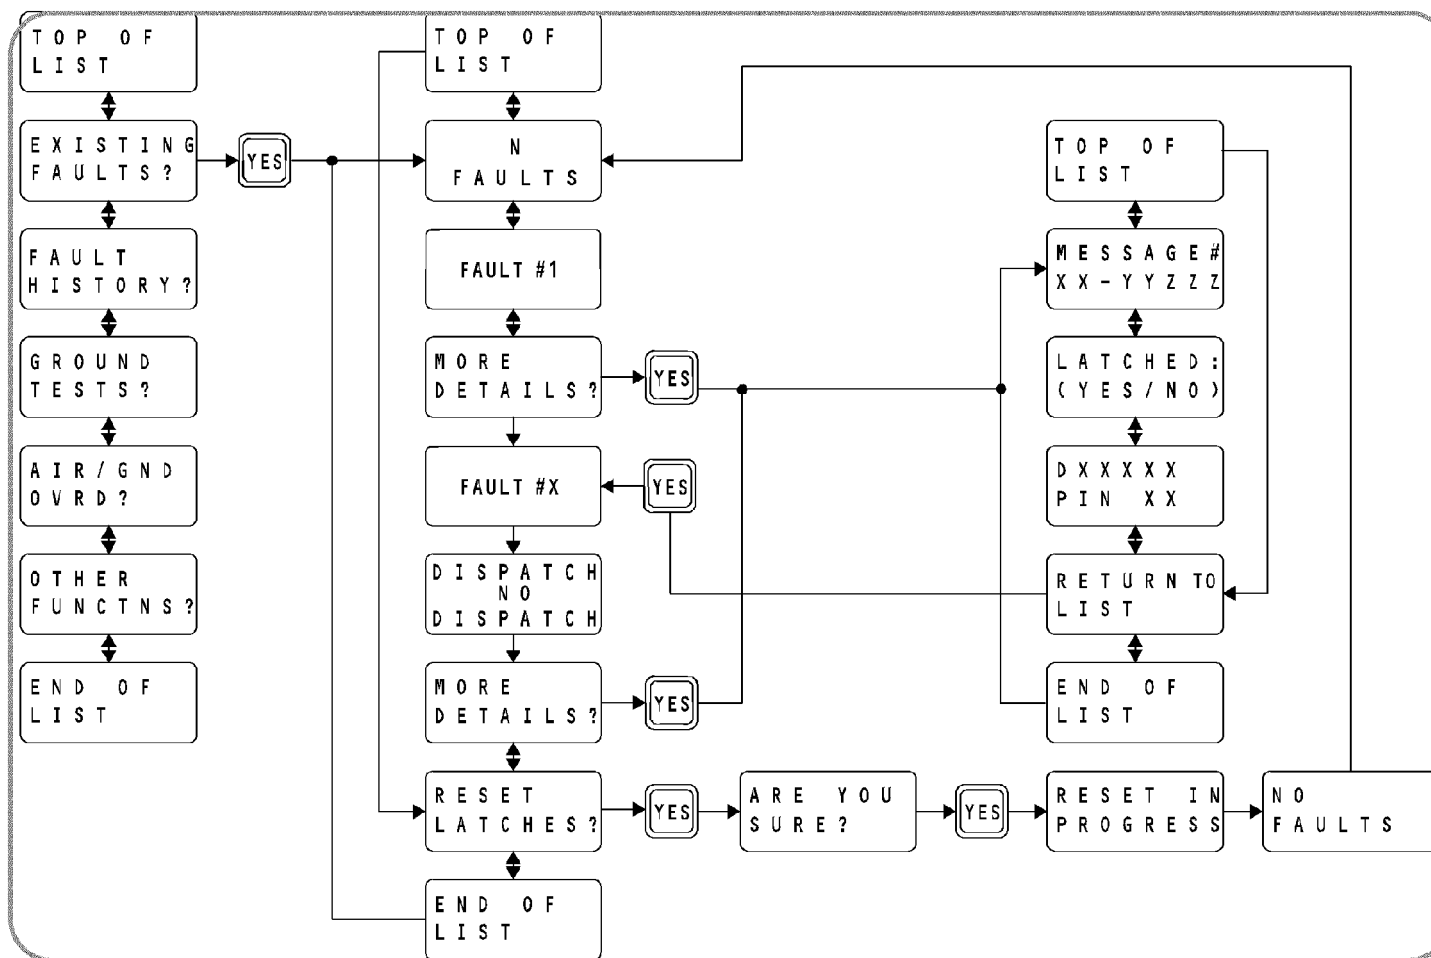 TOP OF
LIST
EXISTING
FAULTS?
YES
FAULT
HISTORY?
GROUND
TESTS?
AIR/GND
OVRD?
OTHER
FUNCTNS?
END OF
LIST
TOP OF
LIST
N
FAULTS
FAULT #1
MORE
DETAILS?
YES
FAULT #X
YES
DISPATCH
NO
DISPATCH
MORE
DETAILS?
YES
RESET
LATCHES?
YES
ARE YOU
SURE?
YES
RESET IN
PROGRESS
NO
FAULTS
END OF
LIST
TOP OF
LIST
MESSAGE#
XX-YYZZZ
LATCHED:
(YES/NO)
DXXXXX
PIN XX
RETURN TO
LIST
END OF
LIST